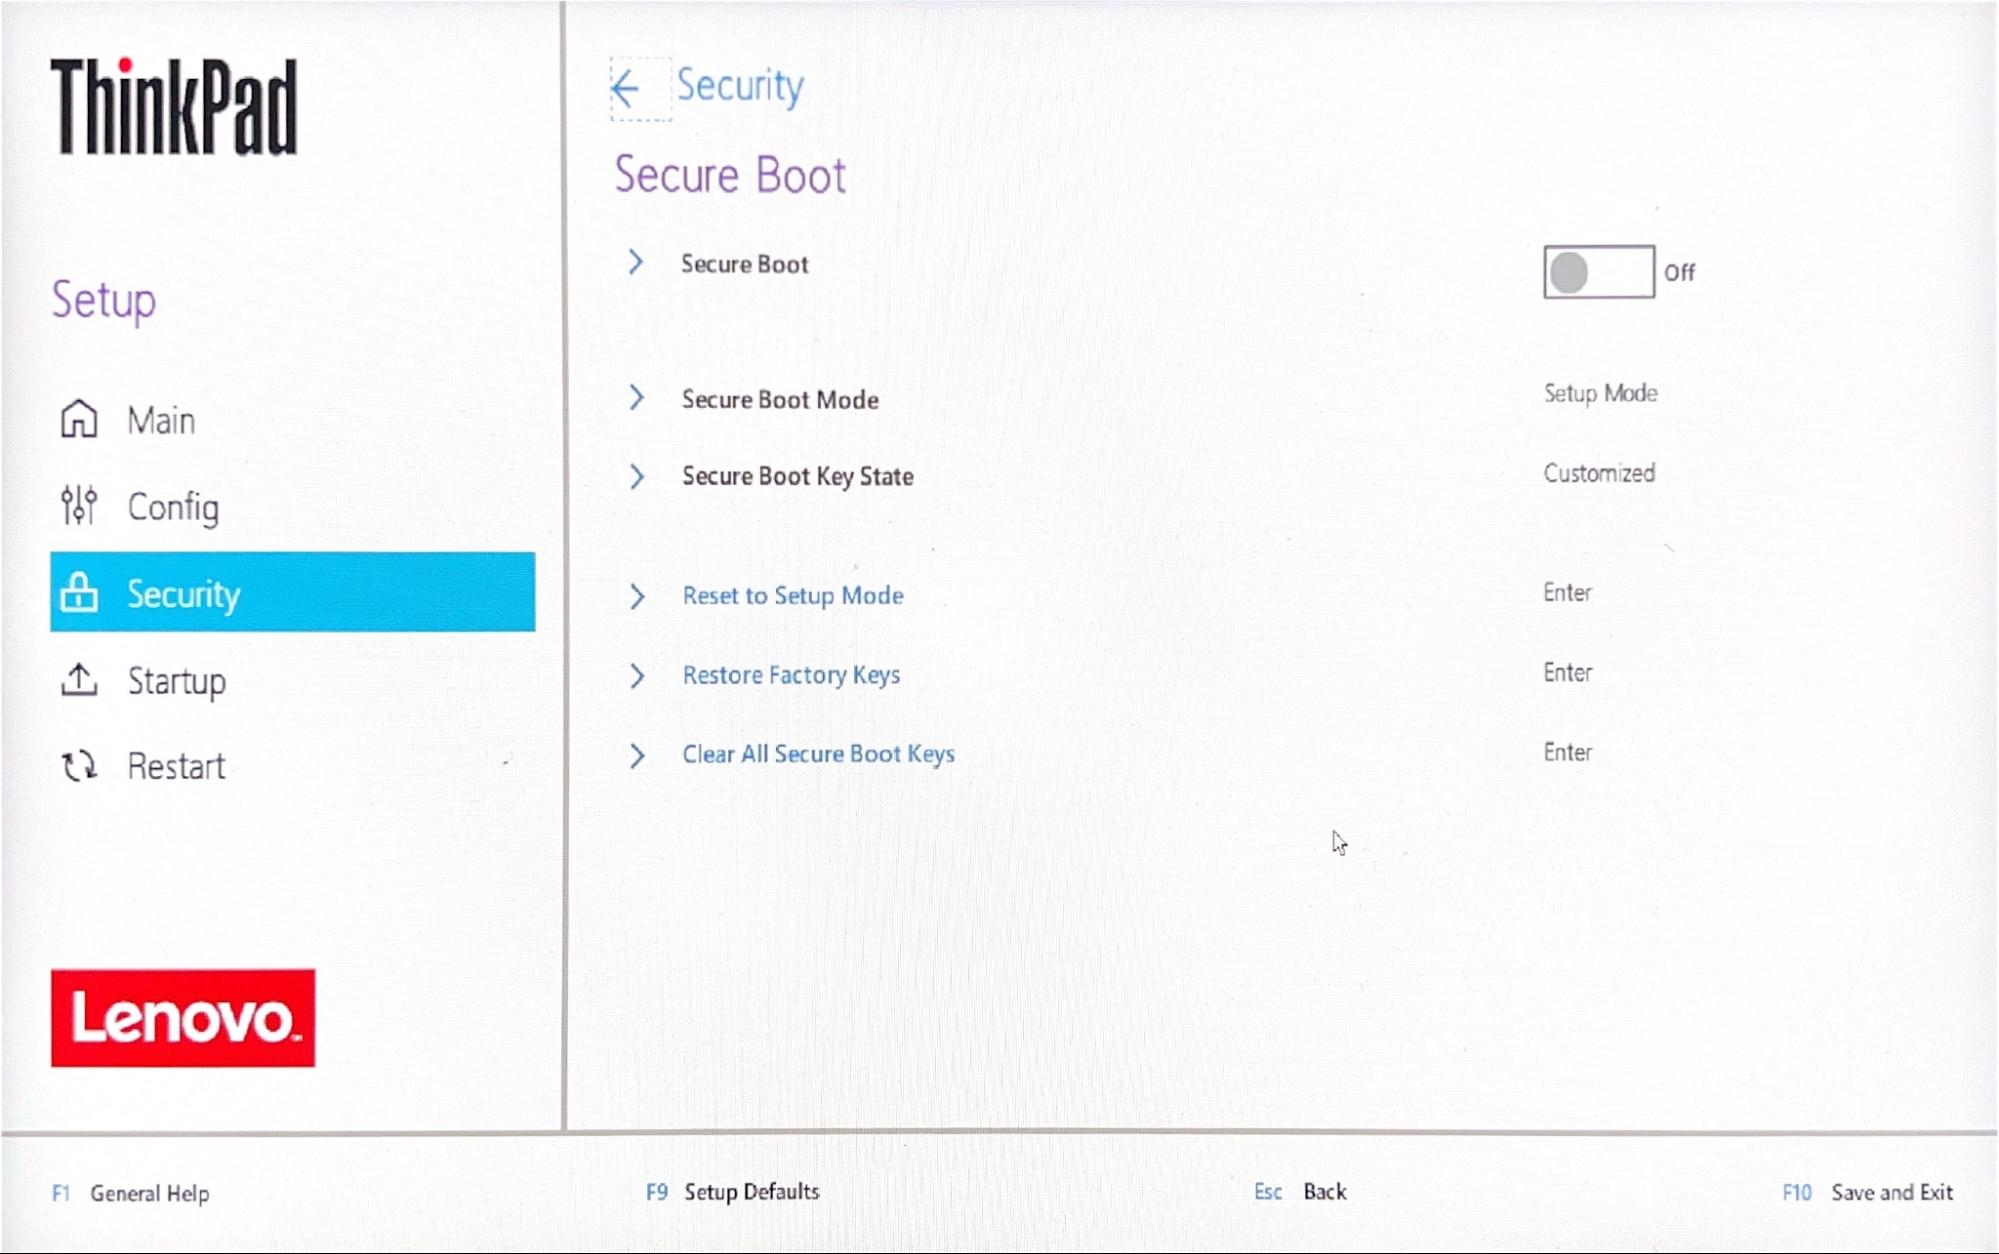 ThinkPad
Setup
Main
Config
Security
Startup
Restart
Lenovo.
Security
Secure Boot
Secure Boot Off
Secure Boot Mode Setup Mode
Secure Boot Key State Customized
Reset to Setup Mode Enter
Restore Factory Keys Enter
Clear All Secure Boot Keys Enter
F1 General Help F9 Setup Defaults Esc Back F10 Save and Exit